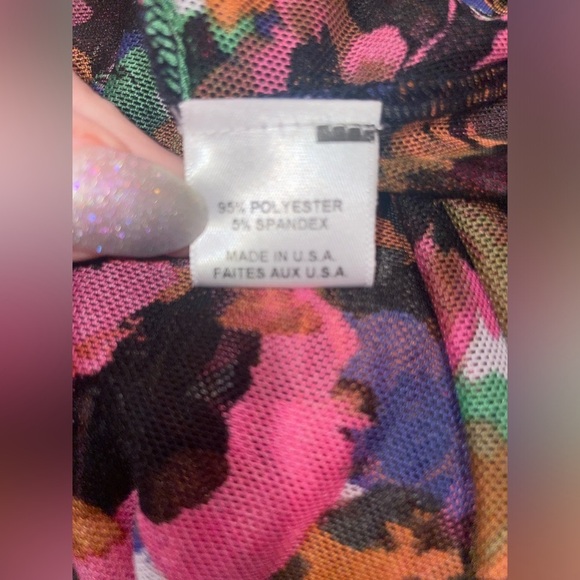 95% POLYESTER
5% SPANDEX
MADE IN U.S.A.
FAITES AUX U.S.A.